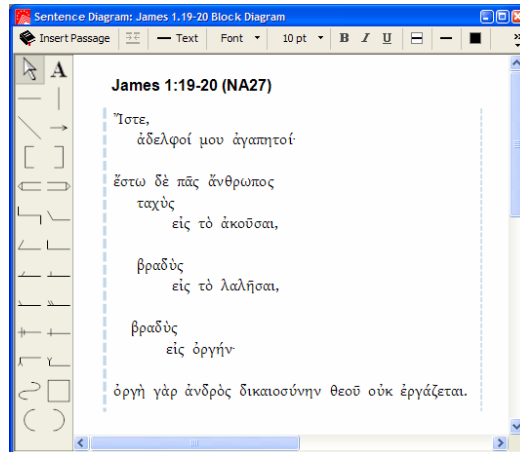 Sentence Diagram: James 1.19-20 Block Diagram
Insert Passage Text Font 10 pt B I U
A
James 1:19-20 (NA27)
Ἴστε,
ἀδελφοί μου ἀγαπητοί·
ἔστω δὲ πᾶς ἄνθρωπος
ταχὺς
εἰς τὸ ἀκοῦσαι,
βραδὺς
εἰς τὸ λαλῆσαι,
βραδὺς
εἰς ὀργήν·
ὀργὴ γὰρ ἀνδρὸς δικαιοσύνην θεοῦ οὐκ ἐργάζεται.